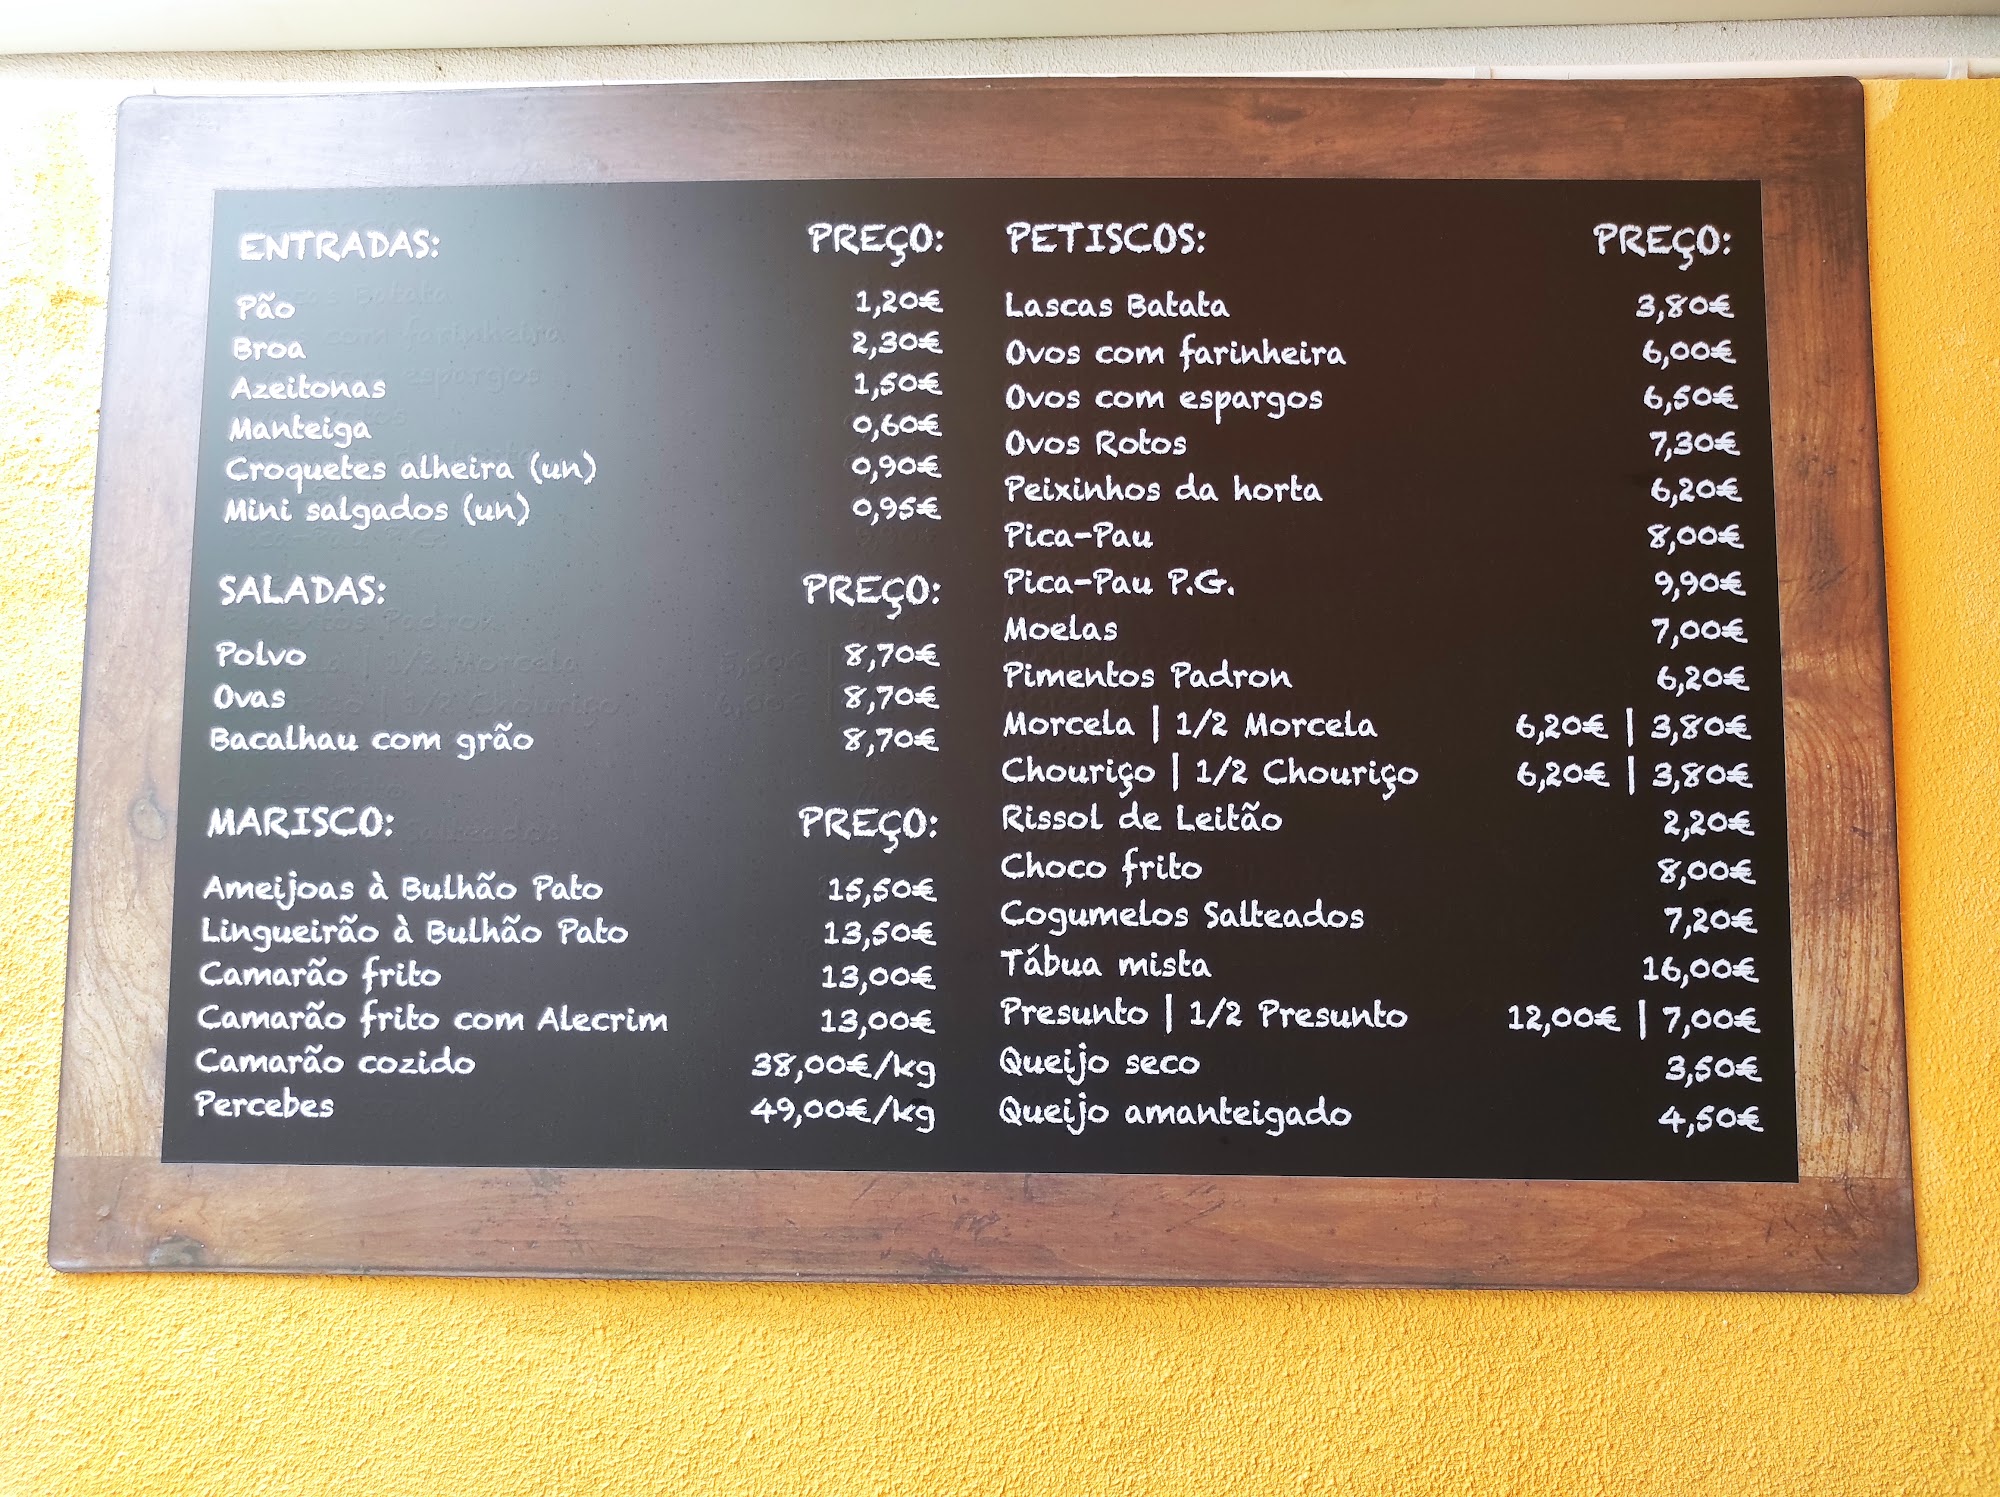 ENTRADAS: PREÇO:
Pão 1,20€
Broa 2,30€
Azeitonas 1,50€
Manteiga 0,60€
Croquetes alheira (un) 0,90€
Mini salgados (un) 0,95€
SALADAS: PREÇO:
Polvo 8,70€
Ovas 8,70€
Bacalhau com grão 8,70€
MARISCO: PREÇO:
Ameijoas à Bulhão Pato 15,50€
Lingueirão à Bulhão Pato 13,50€
Camarão frito 13,00€
Camarão frito com Alecrim 13,00€
Camarão cozido 38,00€/kg
Percebes 49,00€/kg
PETISCOS: PREÇO:
Lascas Batata 3,80€
Ovos com farinheira 6,00€
Ovos com espargos 6,50€
Ovos Rotos 7,30€
Peixinhos da horta 6,20€
Pica-Pau 8,00€
Pica-Pau P.G. 9,90€
Moelas 7,00€
Pimentos Padron 6,20€
Morcela | 1/2 Morcela 6,20€ | 3,80€
Chouriço | 1/2 Chouriço 6,20€ | 3,80€
Rissol de Leitão 2,20€
Choco frito 8,00€
Cogumelos Salteados 7,20€
Tábua mista 16,00€
Presunto | 1/2 Presunto 12,00€ | 7,00€
Queijo seco 3,50€
Queijo amanteigado 4,50€